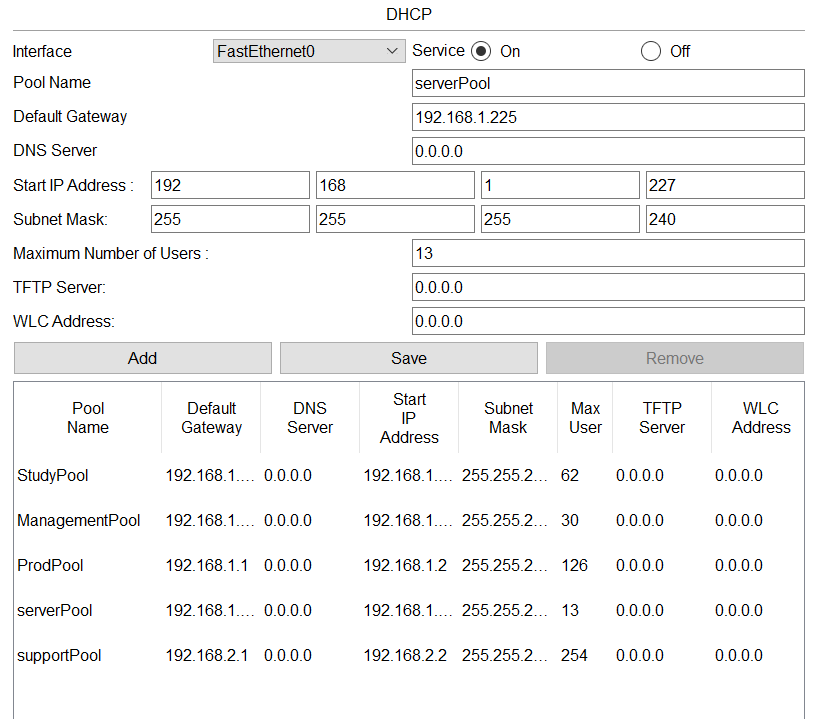 DHCP
Interface FastEthernet0 Service On Off
Pool Name serverPool
Default Gateway 192.168.1.225
DNS Server 0.0.0.0
Start IP Address : 192 168 1 227
Subnet Mask: 255 255 255 240
Maximum Number of Users : 13
TFTP Server: 0.0.0.0
WLC Address: 0.0.0.0
Add Save Remove
Pool Name Default Gateway DNS Server Start IP Address Subnet Mask Max User TFTP Server WLC Address
StudyPool 192.168.1.... 0.0.0.0 192.168.1.... 255.255.2... 62 0.0.0.0 0.0.0.0
ManagementPool 192.168.1.... 0.0.0.0 192.168.1.... 255.255.2... 30 0.0.0.0 0.0.0.0
ProdPool 192.168.1.1 0.0.0.0 192.168.1.2 255.255.2... 126 0.0.0.0 0.0.0.0
serverPool 192.168.1.... 0.0.0.0 192.168.1.... 255.255.2... 13 0.0.0.0 0.0.0.0
supportPool 192.168.2.1 0.0.0.0 192.168.2.2 255.255.2... 254 0.0.0.0 0.0.0.0